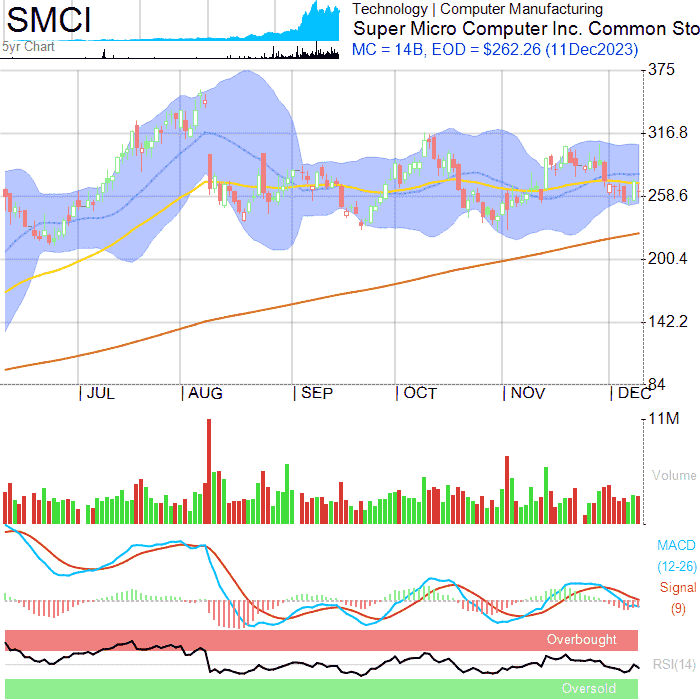 SMCI
5yr Chart
Technology | Computer Manufacturing
Super Micro Computer Inc. Common Sto
MC = 14B, EOD = $262.26 (11Dec2023)
375
316.8
258.6
200.4
142.2
84
JUL AUG SEP OCT NOV DEC
11M
Volume
MACD
(12-26)
Signal
(9)
Overbought
RSI(14)
Oversold